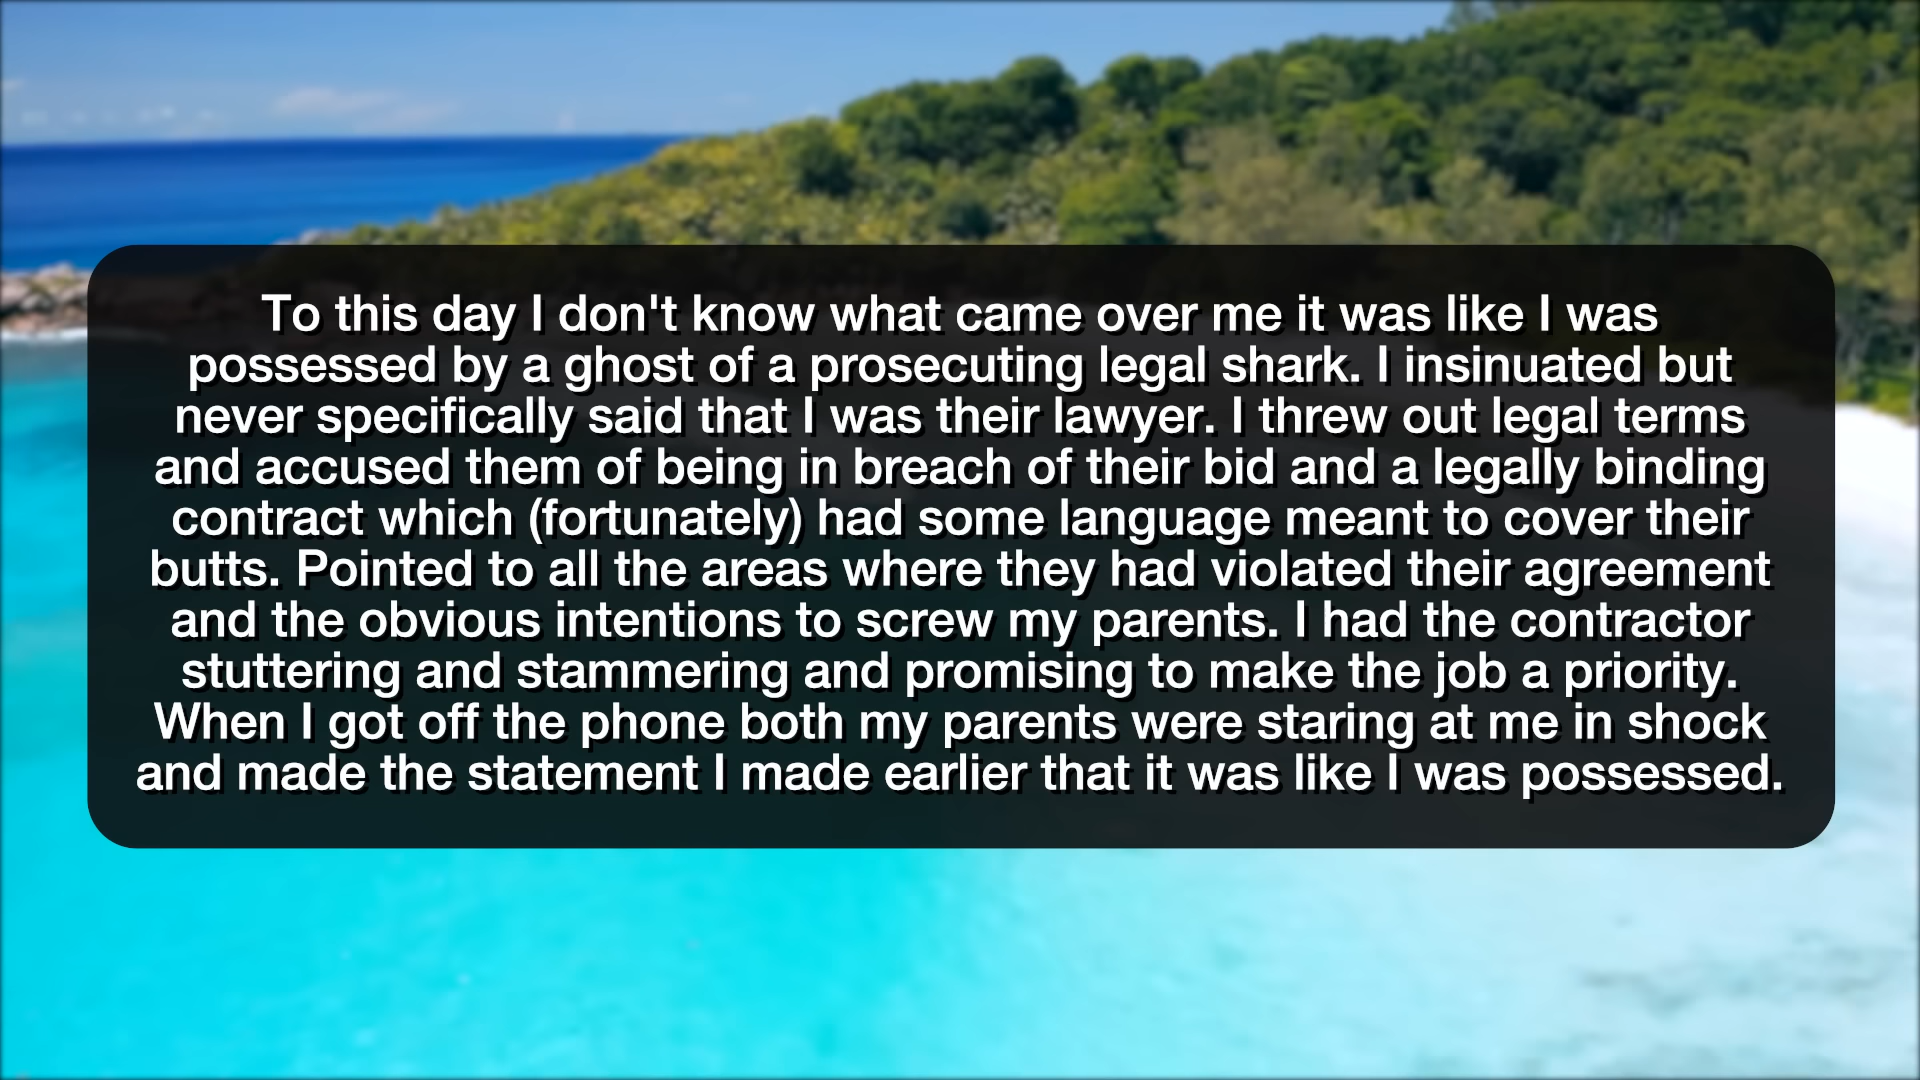 To this day I don't know what came over me it was like I was
possessed by a ghost of a prosecuting legal shark. I insinuated but
never specifically said that I was their lawyer. I threw out legal terms
and accused them of being in breach of their bid and a legally binding
contract which (fortunately) had some language meant to cover their
butts. Pointed to all the areas where they had violated their agreement
and the obvious intentions to screw my parents. I had the contractor
stuttering and stammering and promising to make the job a priority.
When I got off the phone both my parents were staring at me in shock
and made the statement I made earlier that it was like I was possessed.